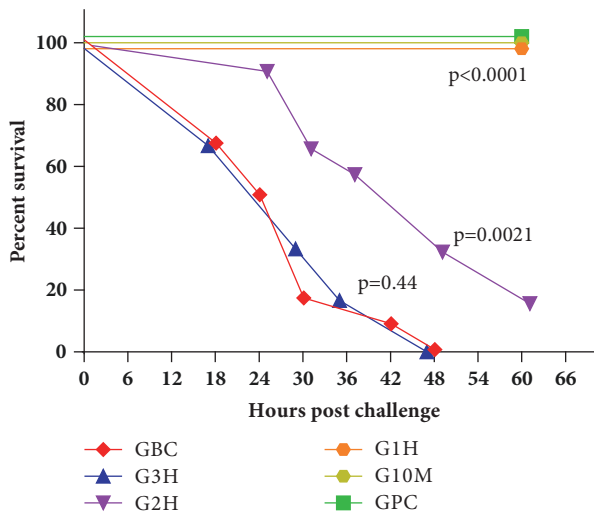 Percent survival
100
80
60
40
20
0
p<0.0001
p=0.0021
p=0.44
0 6 12 18 24 30 36 42 48 54 60 66
Hours post challenge
GBC
G3H
G2H
G1H
G10M
GPC